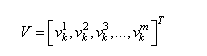 V = [v_k^1, v_k^2, v_k^3, ..., v_k^m]^T